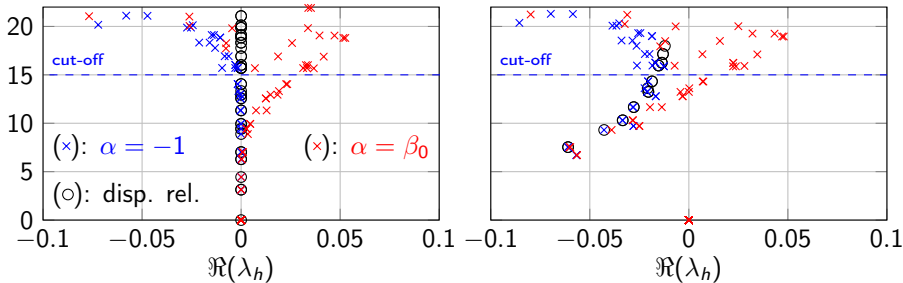 20
15
10
5
0
cut-off
(×): α = −1
(×): α = β₀
(○): disp. rel.
−0.1 −0.05 0 0.05 0.1
ℜ(λₕ)
cut-off
−0.1 −0.05 0 0.05 0.1
ℜ(λₕ)